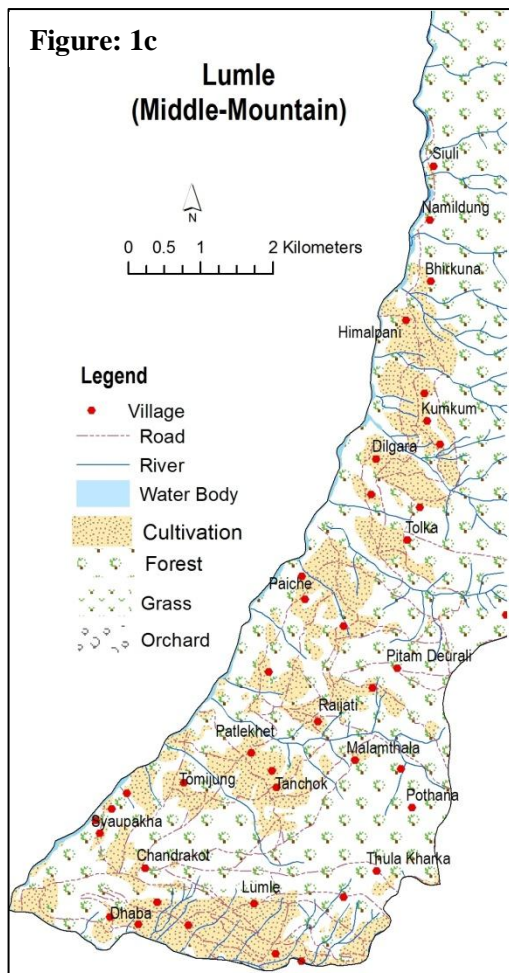 Figure: 1c
Lumle
(Middle-Mountain)
N
0 0.5 1 2 Kilometers
Legend
Village
Road
River
Water Body
Cultivation
Forest
Grass
Orchard
Siuli
Namildung
Bhirkuna
Himalpani
Kumkum
Dilgara
Tolka
Paiche
Pitam Deurali
Raijati
Patlekhet
Malamthala
Tomijung
Tanchok
Pothana
Syaupakha
Chandrakot
Thula Kharka
Lumle
Dhaba